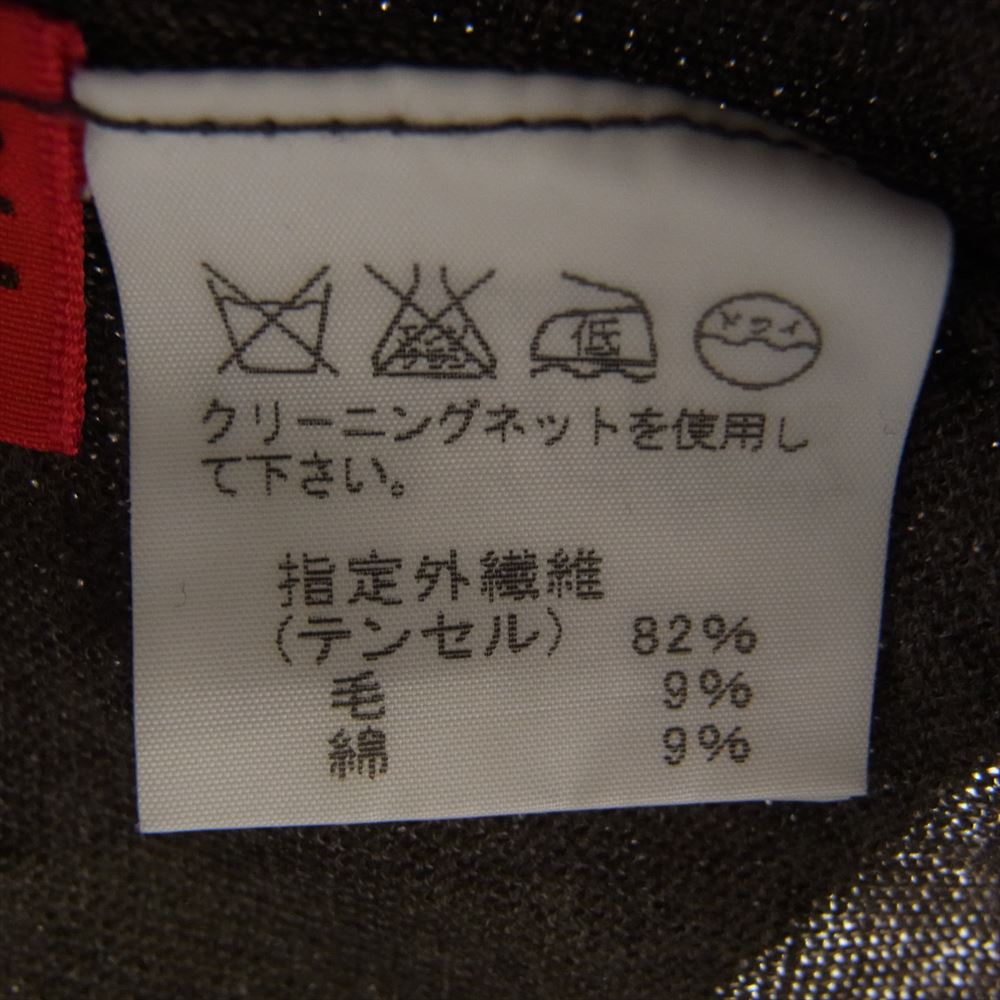 低 ドライ
クリーニングネットを使用し
て下さい。
指定外繊維
(テンセル) 82%
毛 9%
綿 9%